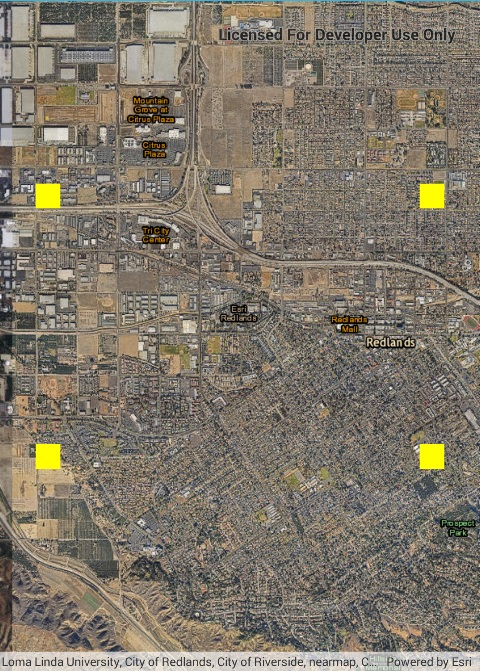 Licensed For Developer Use Only
Mountain
Grove at
Citrus Plaza
Citrus
Plaza
Tri City
Center
Esri
Redlands
Redlands
Mall
Redlands
Prospect
Park
Loma Linda University, City of Redlands, City of Riverside, nearmap, C... Powered by Esri